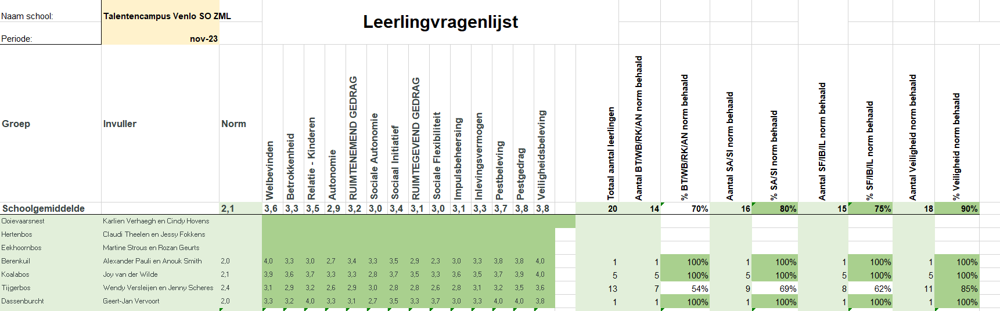 Naam school: Talentencampus Venlo SO ZML
Leerlingvragenlijst
Periode: nov-23
Groep Invuller Norm Welbevinden Betrokkenheid Relatie - Kinderen Autonomie RUIMTENEMEND GEDRAG Sociale Autonomie Sociaal Initiatief RUIMTEGEVEND GEDRAG Sociale Flexibiliteit Impulsbeheersing Inlevingsvermogen Pestbeleving Pestgedrag Veiligheidsbeleving Totaal aantal leerlingen Aantal BT/WB/RK/AN norm behaald % BT/WB/RK/AN norm behaald Aantal SA/SI norm behaald % SA/SI norm behaald Aantal SF/IB/IL norm behaald % SF/IB/IL norm behaald Aantal Veiligheid norm behaald % Veiligheid norm behaald
Schoolgemiddelde 2,1 3,6 3,3 3,5 2,9 3,2 3,0 3,4 3,1 3,0 3,1 3,3 3,7 3,8 3,8 20 14 70% 16 80% 15 75% 18 90%
Ooievaarsnest Karlien Verhaegh en Cindy Hovens
Hertenbos Claudi Theelen en Jessy Fokkens
Eekhoornbos Martine Strous en Rozan Geurts
Berenkuil Alexander Pauli en Anouk Smith 2,0 4,0 3,3 3,0 2,7 3,4 3,3 3,5 2,9 2,3 3,0 3,3 3,8 3,8 4,0 1 1 100% 1 100% 1 100% 1 100%
Koalabos Joy van der Wilde 2,1 3,9 3,6 3,7 3,3 3,3 2,8 3,7 3,5 3,3 3,6 3,5 3,7 3,9 4,0 5 5 100% 5 100% 5 100% 5 100%
Tijgerbos Wendy Versleijen en Jenny Scheres 2,4 3,1 2,9 3,2 2,6 2,9 3,0 2,8 2,8 2,6 2,8 3,1 3,2 3,5 3,6 13 7 54% 9 69% 8 62% 11 85%
Dassenburcht Geert-Jan Vervoort 2,0 3,3 3,2 4,0 3,3 3,1 2,7 3,5 3,3 3,7 3,0 3,3 4,0 4,0 3,8 1 1 100% 1 100% 1 100% 1 100%